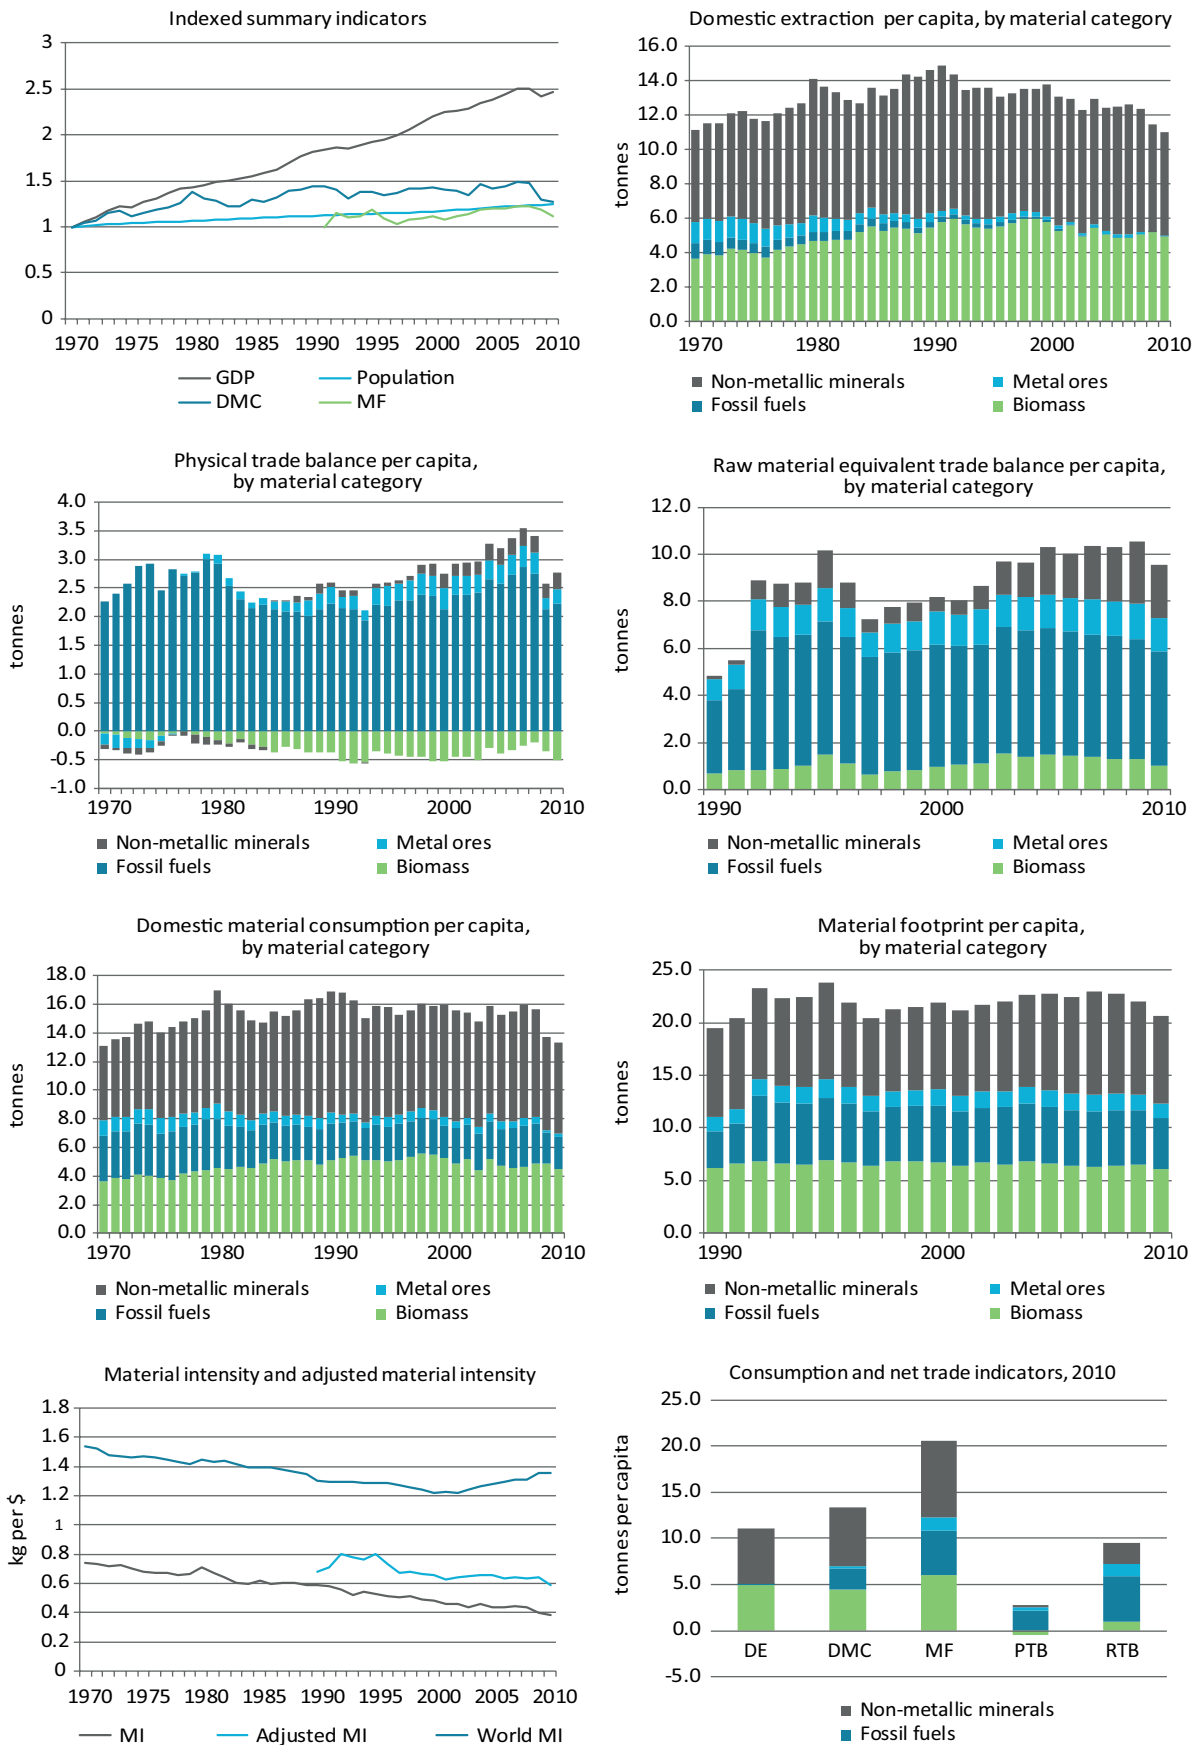 Indexed summary indicators
3
2.5
2
1.5
1
0.5
0
1970 1975 1980 1985 1990 1995 2000 2005 2010
GDP Population
DMC MF
Domestic extraction per capita, by material category
16.0
14.0
12.0
10.0
8.0
6.0
4.0
2.0
0.0
tonnes
1970 1980 1990 2000 2010
Non-metallic minerals Metal ores
Fossil fuels Biomass
Physical trade balance per capita,
by material category
4.0
3.5
3.0
2.5
2.0
1.5
1.0
0.5
0.0
-0.5
-1.0
tonnes
1970 1980 1990 2000 2010
Non-metallic minerals Metal ores
Fossil fuels Biomass
Raw material equivalent trade balance per capita,
by material category
12.0
10.0
8.0
6.0
4.0
2.0
0.0
tonnes
1990 2000 2010
Non-metallic minerals Metal ores
Fossil fuels Biomass
Domestic material consumption per capita,
by material category
18.0
16.0
14.0
12.0
10.0
8.0
6.0
4.0
2.0
0.0
tonnes
1970 1980 1990 2000 2010
Non-metallic minerals Metal ores
Fossil fuels Biomass
Material footprint per capita,
by material category
25.0
20.0
15.0
10.0
5.0
0.0
tonnes
1990 2000 2010
Non-metallic minerals Metal ores
Fossil fuels Biomass
Material intensity and adjusted material intensity
1.8
1.6
1.4
1.2
1
0.8
0.6
0.4
0.2
0
kg per $
1970 1975 1980 1985 1990 1995 2000 2005 2010
MI Adjusted MI World MI
Consumption and net trade indicators, 2010
25.0
20.0
15.0
10.0
5.0
0.0
-5.0
tonnes per capita
DE DMC MF PTB RTB
Non-metallic minerals
Fossil fuels